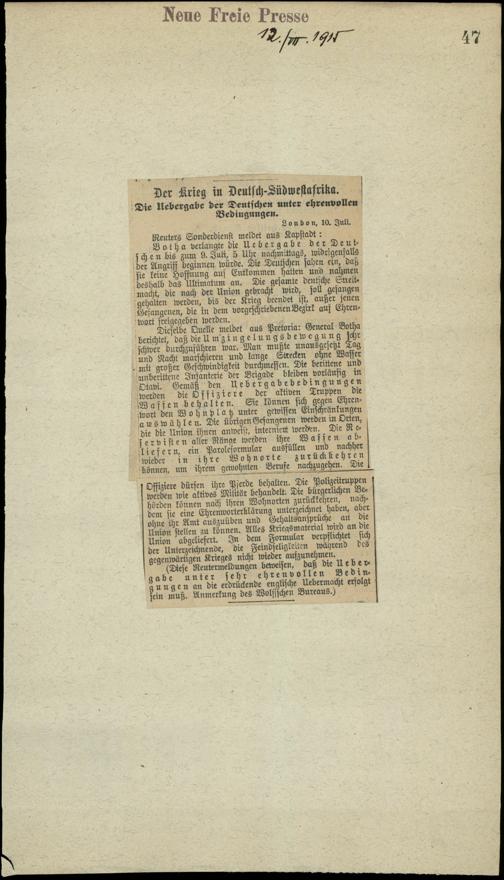 Neue Freie Presse
12./VII. 1915
47
Der Krieg in Deutsch-Südwestafrika.
Die Uebergabe der Deutschen unter ehrenvollen
Bedingungen.
London, 10. Juli.
Reuters Sonderdienst meldet aus Kapstadt:
Botha verlangte die Uebergabe der Deut-
schen bis zum 9. Juli, 5 Uhr nachmittags, widrigenfalls
der Angriff beginnen würde. Die Deutschen sahen ein, daß
sie keine Hoffnung auf Entkommen hatten und nahmen
deshalb das Ultimatum an. Die gesamte deutsche Streit-
macht, die nach der Union gebracht wird, soll gefangen
gehalten werden, bis der Krieg beendet ist, außer jenen
Gefangenen, die in dem vorgeschriebenen Bezirk auf Ehren-
wort freigegeben werden.
Dieselbe Quelle meldet aus Pretoria: General Botha
berichtet, daß die Umzingelungsbewegung sehr
schwer durchzuführen war. Man mußte unausgesetzt Tag
und Nacht marschieren und lange Strecken ohne Wasser
mit großer Geschwindigkeit durchmessen. Die berittene und
unberittene Infanterie der Brigade bleiben vorläufig in
Otawi. Gemäß den Uebergabebedingungen
werden die Offiziere der aktiven Truppen die
Waffen behalten. Sie können sich gegen Ehren-
wort den Wohnplatz unter gewissen Einschränkungen
auswählen. Die übrigen Gefangenen werden in Orten,
die die Union ihnen anweist, interniert werden. Die Re-
servisten aller Ränge werden ihre Waffen ab-
liefern, ein Paroleformular ausfüllen und nachher
wieder in ihre Wohnorte zurückkehren
können, um ihrem gewohnten Berufe nachzugehen. Die
Offiziere dürfen ihre Pferde behalten. Die Polizeitruppen
werden wie aktives Militär behandelt. Die bürgerlichen Be-
hörden können nach ihren Wohnorten zurückkehren, nach-
dem sie eine Ehrenworterklärung unterzeichnet haben, aber
ohne ihr Amt auszuüben und Gehaltsansprüche an die
Union stellen zu können. Alles Kriegsmaterial wird an die
Union abgeliefert. In dem Formular verpflichtet sich
der Unterzeichnende, die Feindseligkeiten während des
gegenwärtigen Krieges nicht wieder aufzunehmen.
(Diese Reutermeldungen beweisen, daß die Ueber-
gabe unter sehr ehrenvollen Bedin-
gungen an die erdrückende englische Uebermacht erfolgt
sein muß. Anmerkung des Wolffschen Bureaus.)